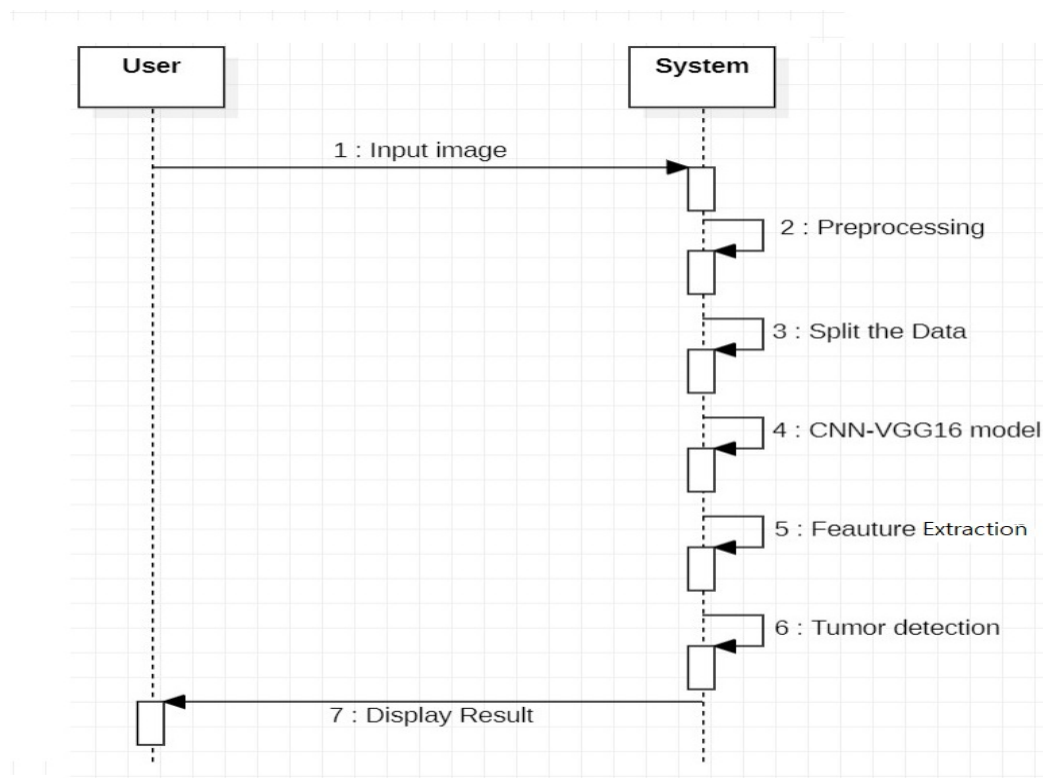 User
System
1 : Input image
2 : Preprocessing
3 : Split the Data
4 : CNN-VGG16 model
5 : Feauture Extraction
6 : Tumor detection
7 : Display Result